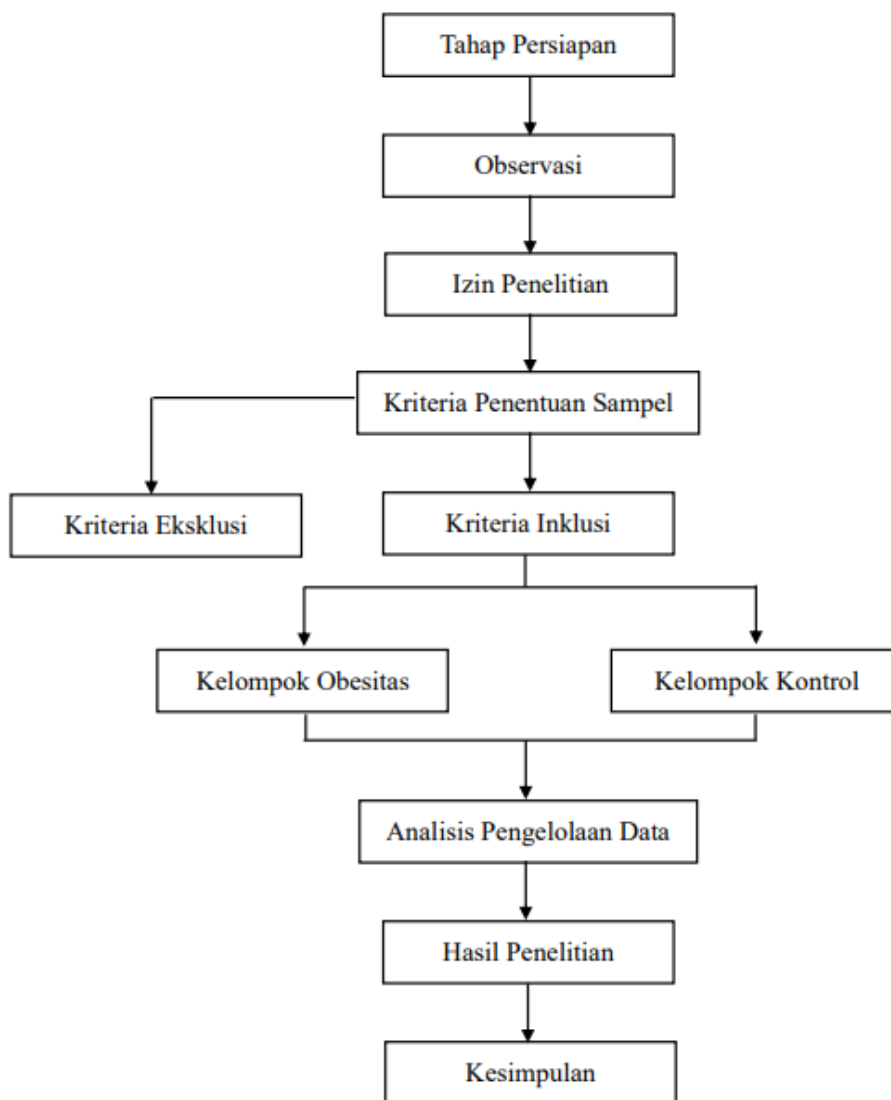 Tahap Persiapan
Observasi
Izin Penelitian
Kriteria Penentuan Sampel
Kriteria Eksklusi
Kriteria Inklusi
Kelompok Obesitas
Kelompok Kontrol
Analisis Pengelolaan Data
Hasil Penelitian
Kesimpulan